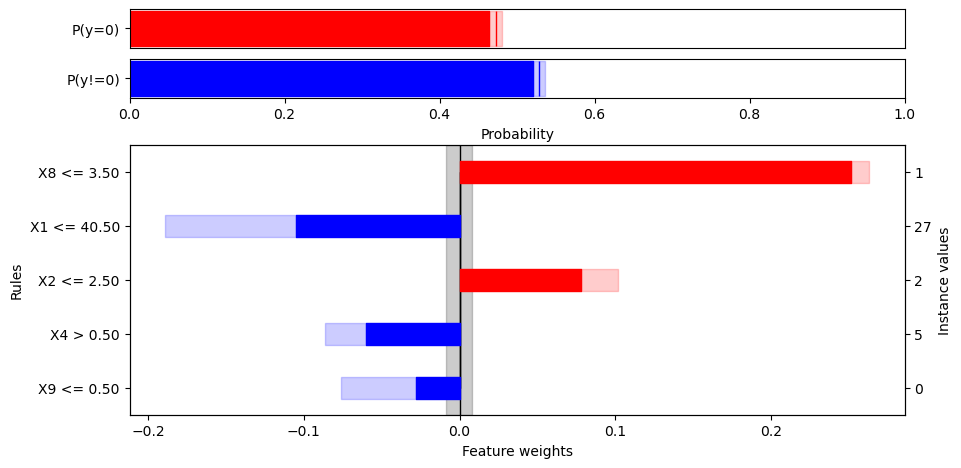 P(y=0)
P(y!=0)
0.0 0.2 0.4 0.6 0.8 1.0
Probability
X8 <= 3.50 1
X1 <= 40.50 27
X2 <= 2.50 2
X4 > 0.50 5
X9 <= 0.50 0
Rules
Instance values
−0.2 −0.1 0.0 0.1 0.2
Feature weights